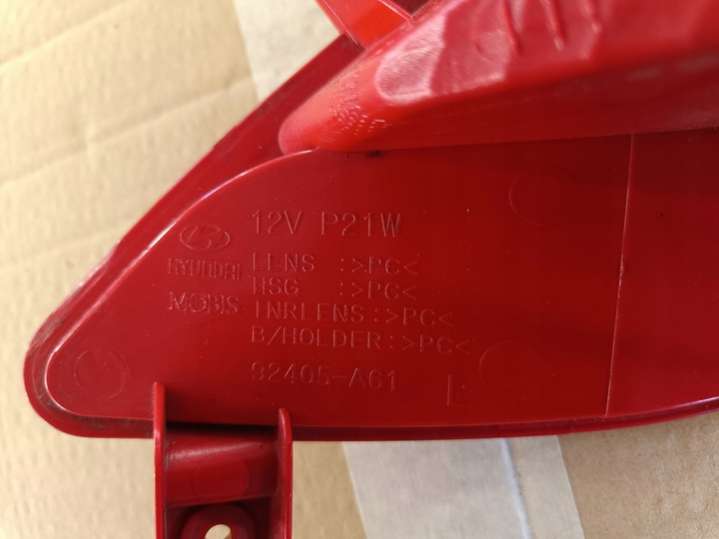 12V P21W
HYUNDAI
MOBIS
LENS :>PC<
HSG :>PC<
INRLENS:>PC<
B/HOLDER:>PC<
92405-A61
L